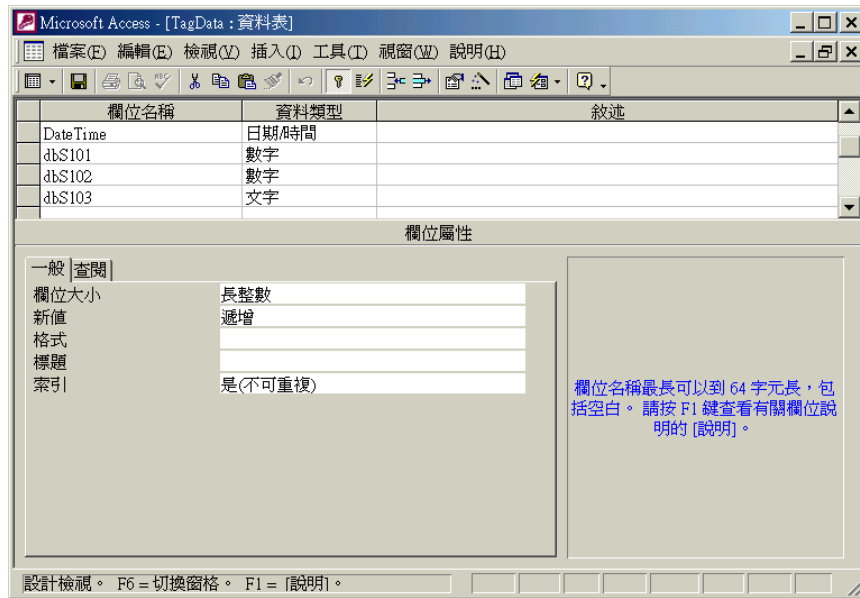 Microsoft Access - [TagData : 資料表]
檔案(F) 編輯(E) 檢視(V) 插入(I) 工具(T) 視窗(W) 說明(H)
欄位名稱 資料類型 敘述
DateTime 日期/時間
dbS101 數字
dbS102 數字
dbS103 文字
欄位屬性
一般 查閱
欄位大小 長整數
新值 遞增
格式
標題
索引 是(不可重複)
欄位名稱最長可以到 64 字元長，包
括空白。 請按 F1 鍵查看有關欄位說
明的 [說明]。
設計檢視。 F6 = 切換窗格。 F1 = [說明]。